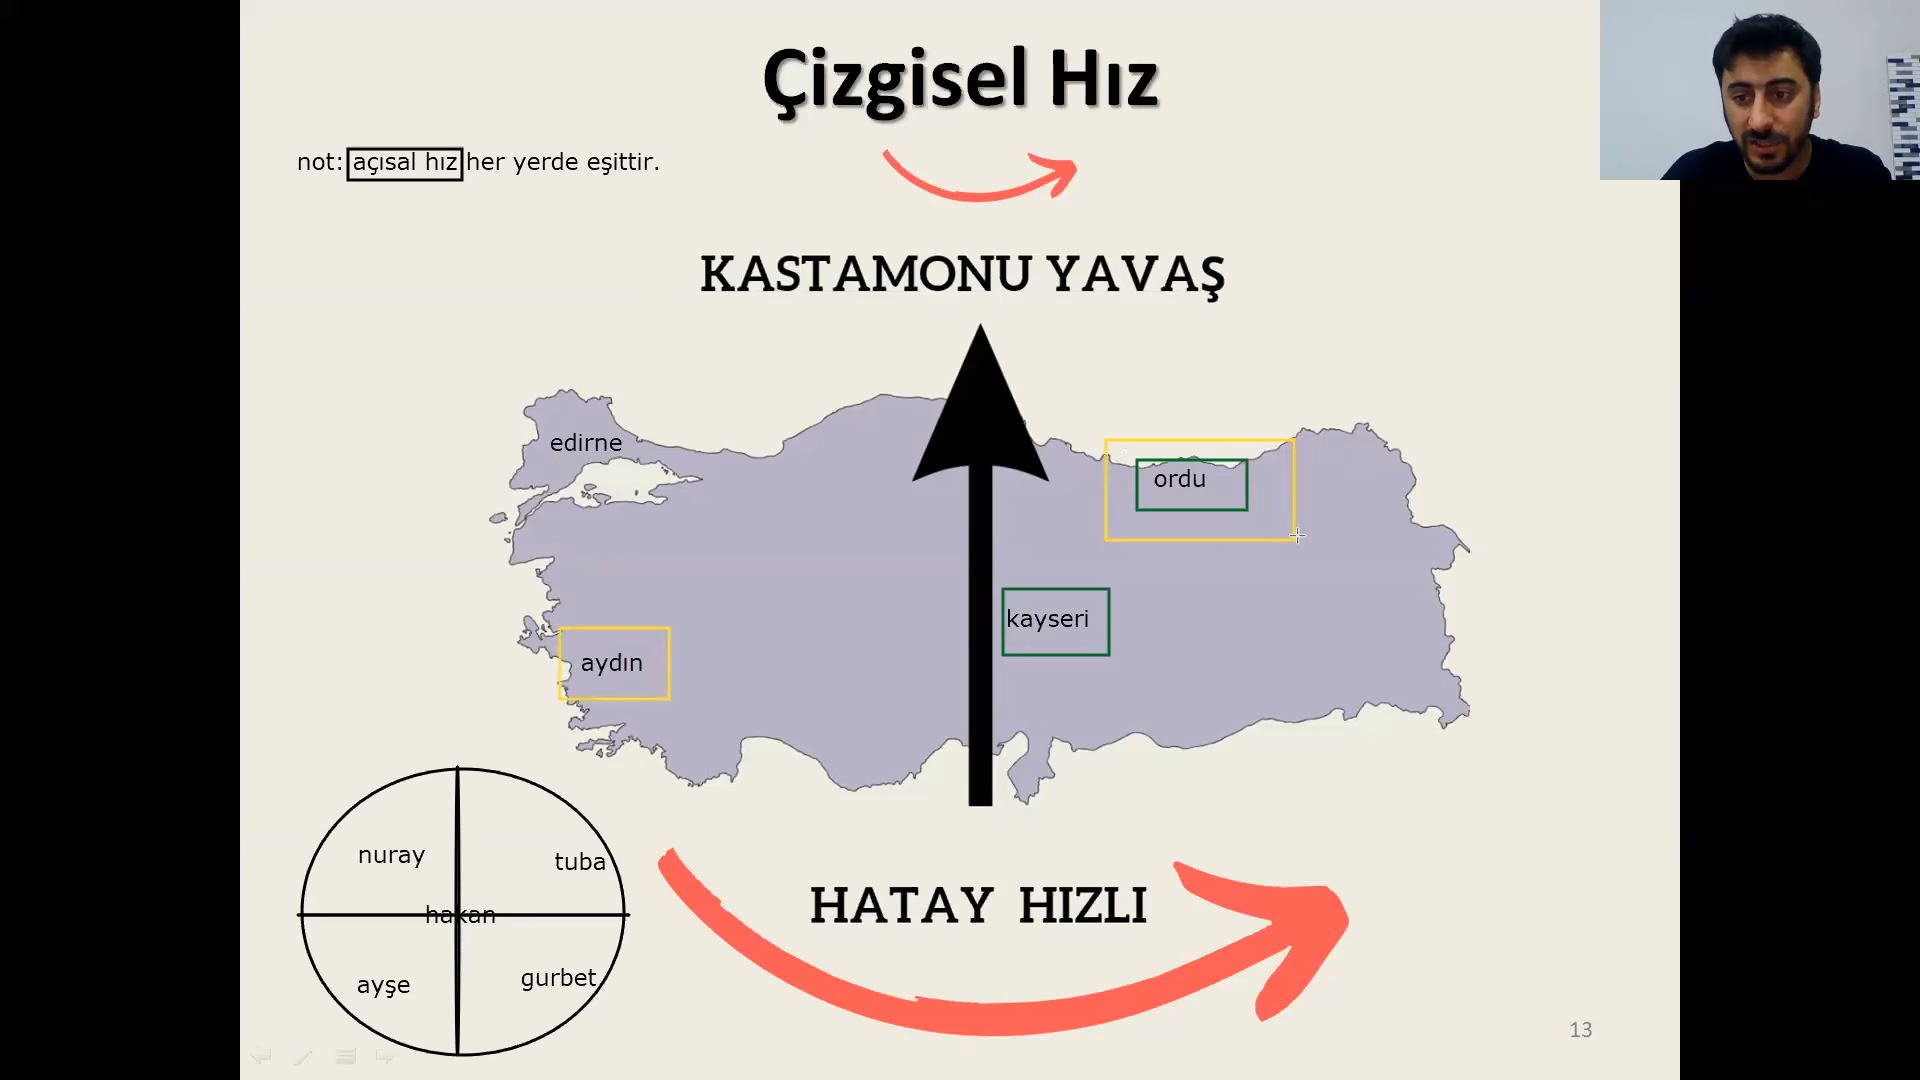 Çizgisel Hız
not: açısal hız her yerde eşittir.
KASTAMONU YAVAŞ
edirne
ordu
kayseri
aydın
nuray
tuba
hakan
ayşe
gurbet
HATAY HIZLI
13